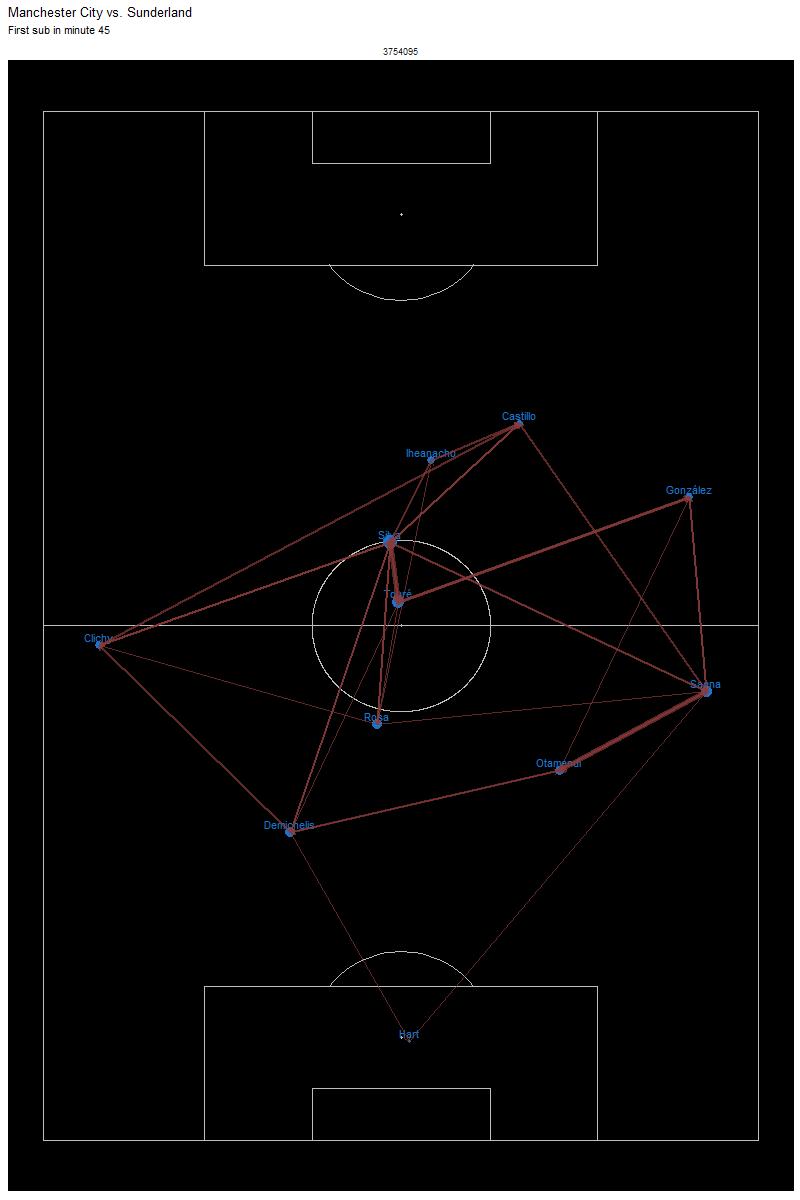 Manchester City vs. Sunderland
First sub in minute 45
3754095
Castillo
Iheanacho
González
Silva
Touré
Clichy
Sagna
Rosa
Otamendi
Demichelis
Hart